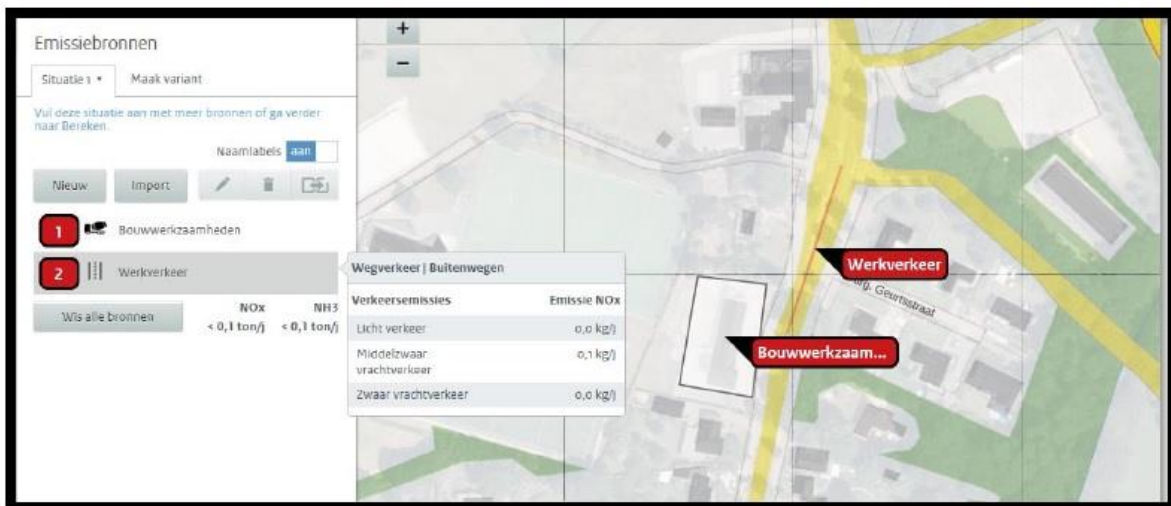 Emissiebronnen
Situatie 1
Maak variant
Vul deze situatie aan met meer bronnen of ga verder
naar Bereken.
Naamlabels aan
Nieuw
Import
1 Bouwwerkzaamheden
2 Werkverkeer
Wis alle bronnen
NOx NH3
< 0,1 ton/j < 0,1 ton/j
Wegverkeer | Buitenwegen
Verkeersemissies Emissie NOx
Licht verkeer 0,0 kg/j
Middelzwaar 0,1 kg/j
vrachtverkeer
Zwaar vrachtverkeer 0,0 kg/j
+
−
Werkverkeer
Geurtsstraat
Bouwwerkzaam...